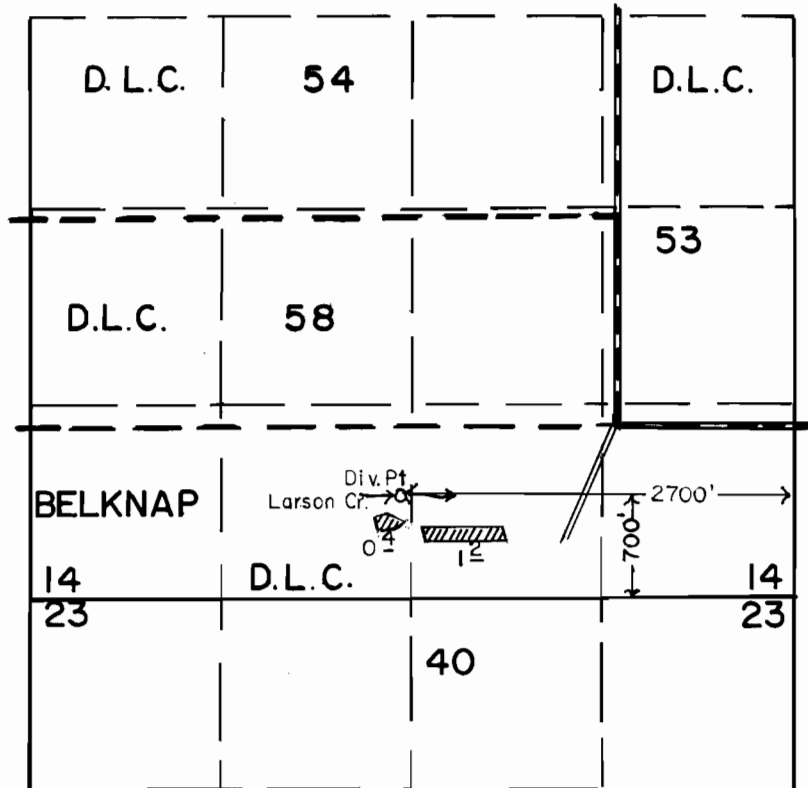 D.L.C. 54 D.L.C.
53
D.L.C. 58
Div. Pt.
Larson Cr.
2700'
BELKNAP
700'
0.4
1.2
14 D.L.C. 14
23 23
40